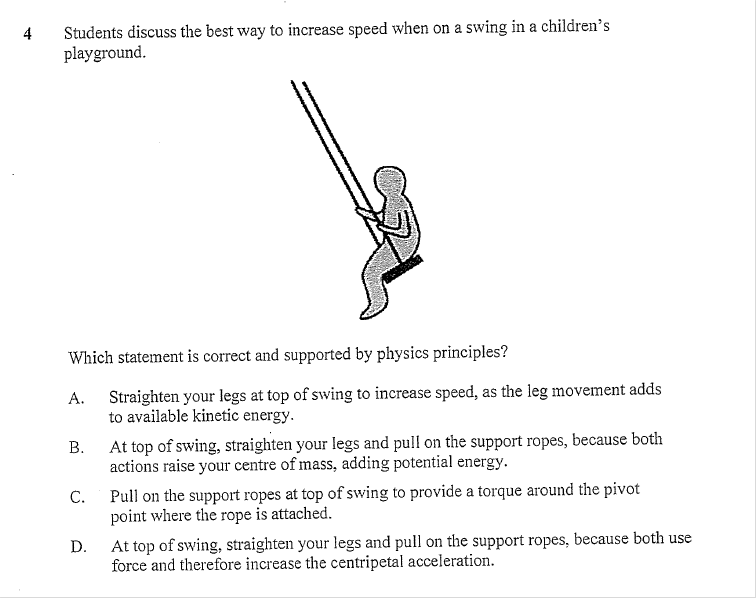 4 Students discuss the best way to increase speed when on a swing in a children's
playground.
Which statement is correct and supported by physics principles?
A. Straighten your legs at top of swing to increase speed, as the leg movement adds
to available kinetic energy.
B. At top of swing, straighten your legs and pull on the support ropes, because both
actions raise your centre of mass, adding potential energy.
C. Pull on the support ropes at top of swing to provide a torque around the pivot
point where the rope is attached.
D. At top of swing, straighten your legs and pull on the support ropes, because both use
force and therefore increase the centripetal acceleration.